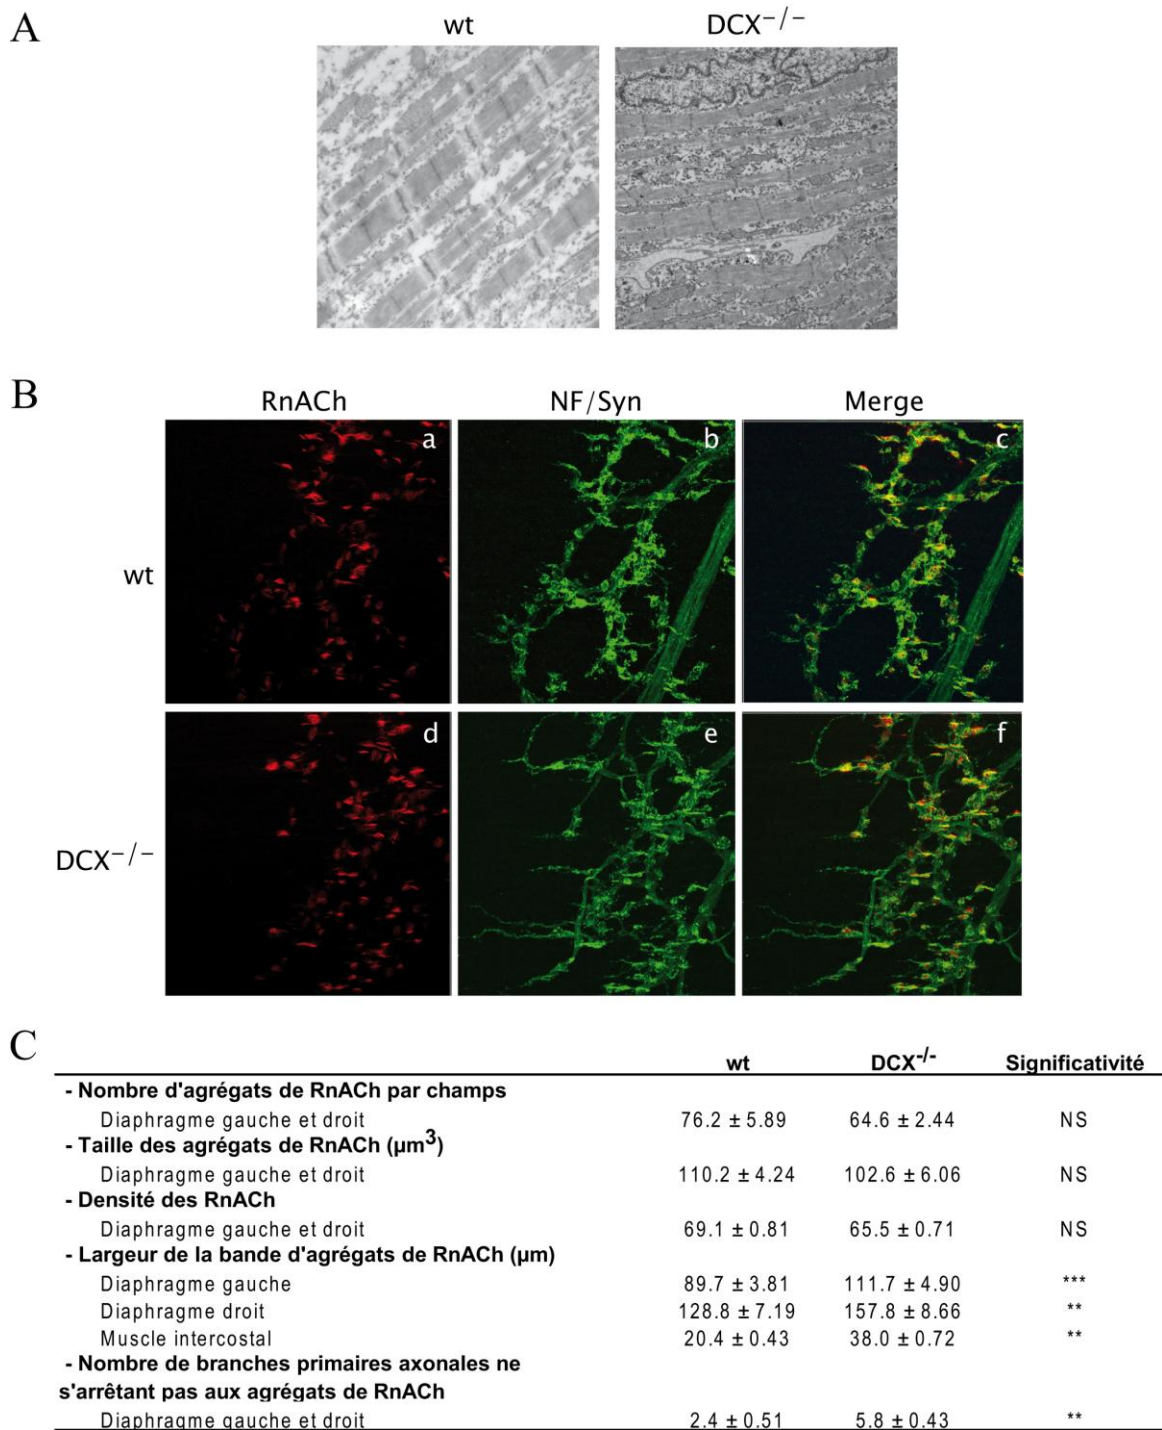 A
wt DCX-/-
B
RnACh NF/Syn Merge
a b c
wt
d e f
DCX-/-
C
wt DCX-/- Significativité
- Nombre d'agrégats de RnACh par champs
Diaphragme gauche et droit 76.2 ± 5.89 64.6 ± 2.44 NS
- Taille des agrégats de RnACh (µm3)
Diaphragme gauche et droit 110.2 ± 4.24 102.6 ± 6.06 NS
- Densité des RnACh
Diaphragme gauche et droit 69.1 ± 0.81 65.5 ± 0.71 NS
- Largeur de la bande d'agrégats de RnACh (µm)
Diaphragme gauche 89.7 ± 3.81 111.7 ± 4.90 ***
Diaphragme droit 128.8 ± 7.19 157.8 ± 8.66 **
Muscle intercostal 20.4 ± 0.43 38.0 ± 0.72 **
- Nombre de branches primaires axonales ne
s'arrêtant pas aux agrégats de RnACh
Diaphragme gauche et droit 2.4 ± 0.51 5.8 ± 0.43 **